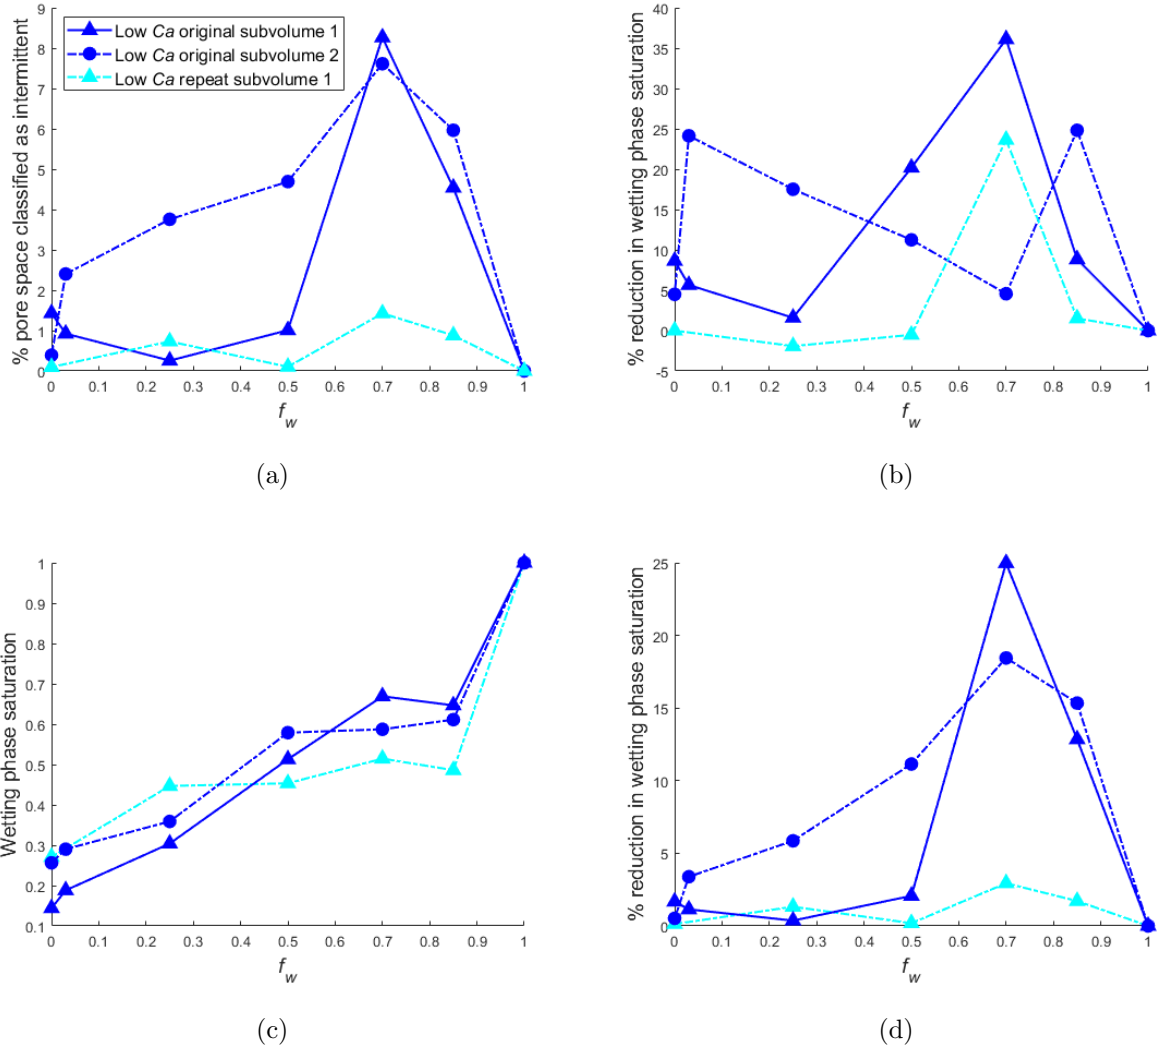 % pore space classified as intermittent
9
8
7
6
5
4
3
2
1
0
Low Ca original subvolume 1
Low Ca original subvolume 2
Low Ca repeat subvolume 1
0 0.1 0.2 0.3 0.4 0.5 0.6 0.7 0.8 0.9 1
f_w
(a)
% reduction in wetting phase saturation
40
35
30
25
20
15
10
5
0
-5
0 0.1 0.2 0.3 0.4 0.5 0.6 0.7 0.8 0.9 1
f_w
(b)
Wetting phase saturation
1
0.9
0.8
0.7
0.6
0.5
0.4
0.3
0.2
0.1
0 0.1 0.2 0.3 0.4 0.5 0.6 0.7 0.8 0.9 1
f_w
(c)
% reduction in wetting phase saturation
25
20
15
10
5
0
0 0.1 0.2 0.3 0.4 0.5 0.6 0.7 0.8 0.9 1
f_w
(d)